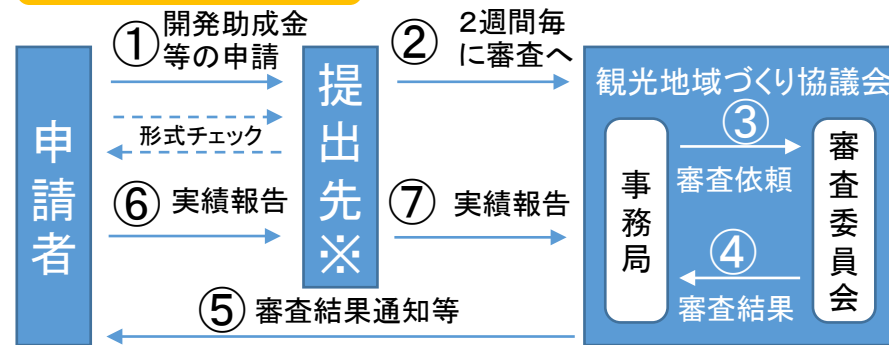 ①開発助成金
等の申請
②
2週間毎
に審査へ
申請者
提出先※
形式チェック
⑥実績報告
⑦実績報告
⑤審査結果通知等
観光地域づくり協議会
事務局
③
審査依頼
④
審査結果
審査委員会